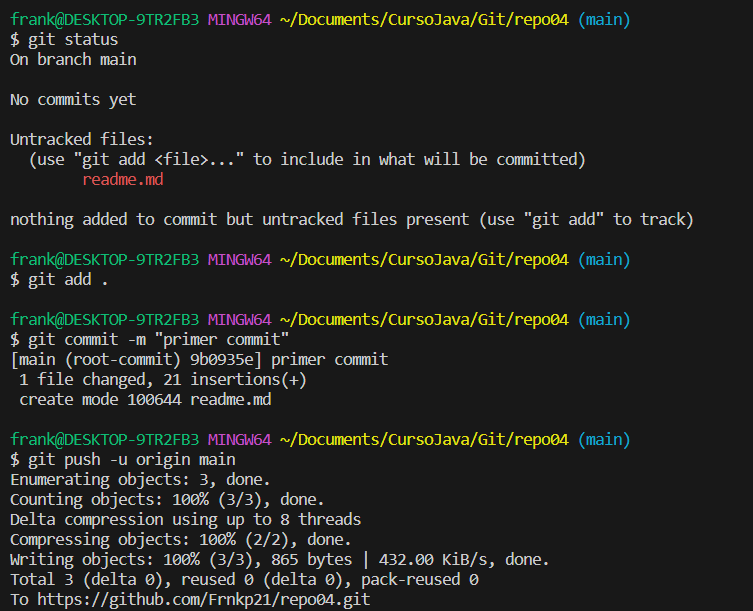 frank@DESKTOP-9TR2FB3 MINGW64 ~/Documents/CursoJava/Git/repo04 (main)
$ git status
On branch main
No commits yet
Untracked files:
(use "git add <file>..." to include in what will be committed)
readme.md
nothing added to commit but untracked files present (use "git add" to track)
frank@DESKTOP-9TR2FB3 MINGW64 ~/Documents/CursoJava/Git/repo04 (main)
$ git add .
frank@DESKTOP-9TR2FB3 MINGW64 ~/Documents/CursoJava/Git/repo04 (main)
$ git commit -m "primer commit"
[main (root-commit) 9b0935e] primer commit
1 file changed, 21 insertions(+)
create mode 100644 readme.md
frank@DESKTOP-9TR2FB3 MINGW64 ~/Documents/CursoJava/Git/repo04 (main)
$ git push -u origin main
Enumerating objects: 3, done.
Counting objects: 100% (3/3), done.
Delta compression using up to 8 threads
Compressing objects: 100% (2/2), done.
Writing objects: 100% (3/3), 865 bytes | 432.00 KiB/s, done.
Total 3 (delta 0), reused 0 (delta 0), pack-reused 0
To https://github.com/Frnkp21/repo04.git